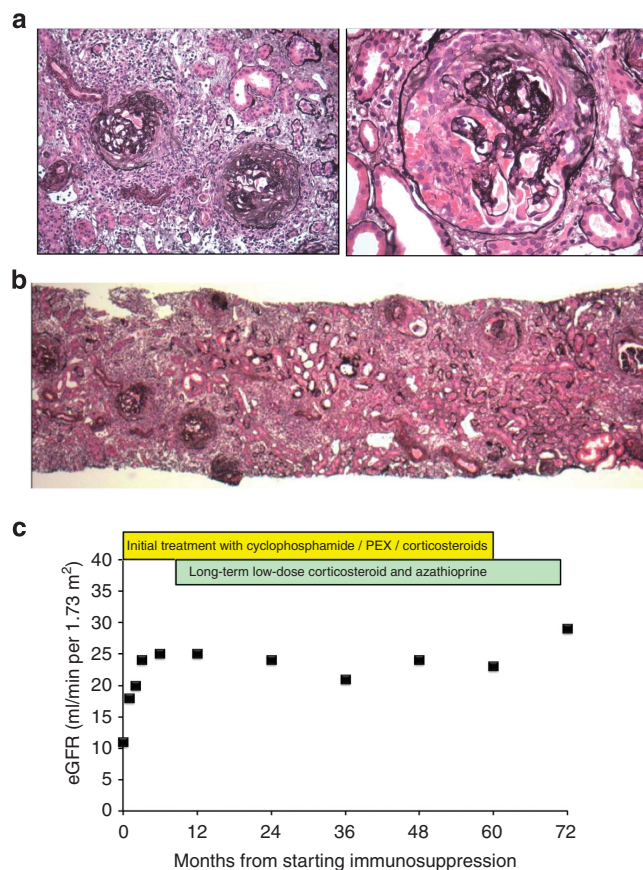 a
b
c
Initial treatment with cyclophosphamide / PEX / corticosteroids
Long-term low-dose corticosteroid and azathioprine
eGFR (ml/min per 1.73 m²)
40
35
30
25
20
15
10
5
0
0 12 24 36 48 60 72
Months from starting immunosuppression